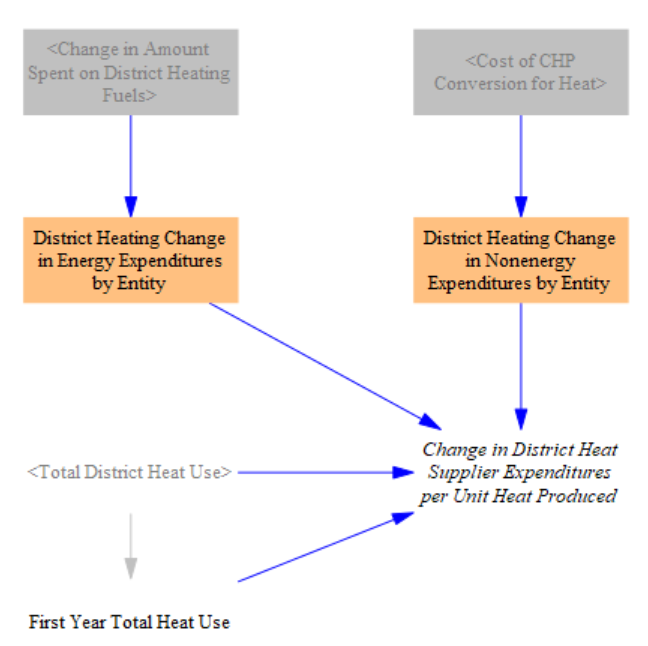 <Change in Amount
Spent on District Heating
Fuels>
<Cost of CHP
Conversion for Heat>
District Heating Change
in Energy Expenditures
by Entity
District Heating Change
in Nonenergy
Expenditures by Entity
<Total District Heat Use>
Change in District Heat
Supplier Expenditures
per Unit Heat Produced
First Year Total Heat Use